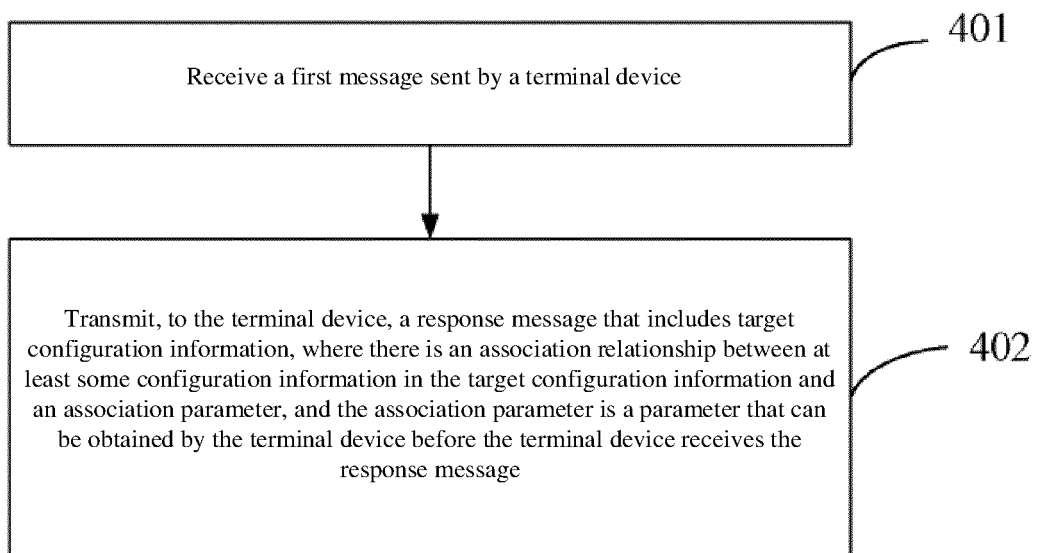 401
Receive a first message sent by a terminal device
Transmit, to the terminal device, a response message that includes target
configuration information, where there is an association relationship between at
least some configuration information in the target configuration information and
an association parameter, and the association parameter is a parameter that can
be obtained by the terminal device before the terminal device receives the
response message
402